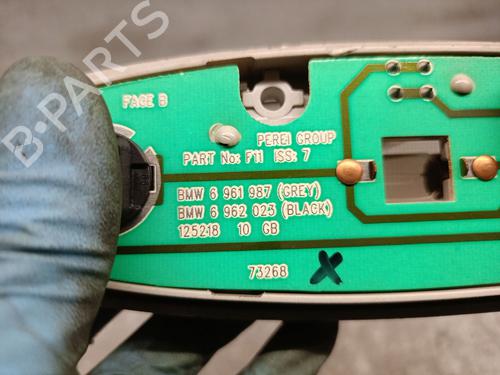 B-PARTS
FACE B
PEREI GROUP
PART No: F11 ISS: 7
BMW 6 961 987 (GREY)
BMW 6 962 023 (BLACK)
125218 10 GB
73268 X